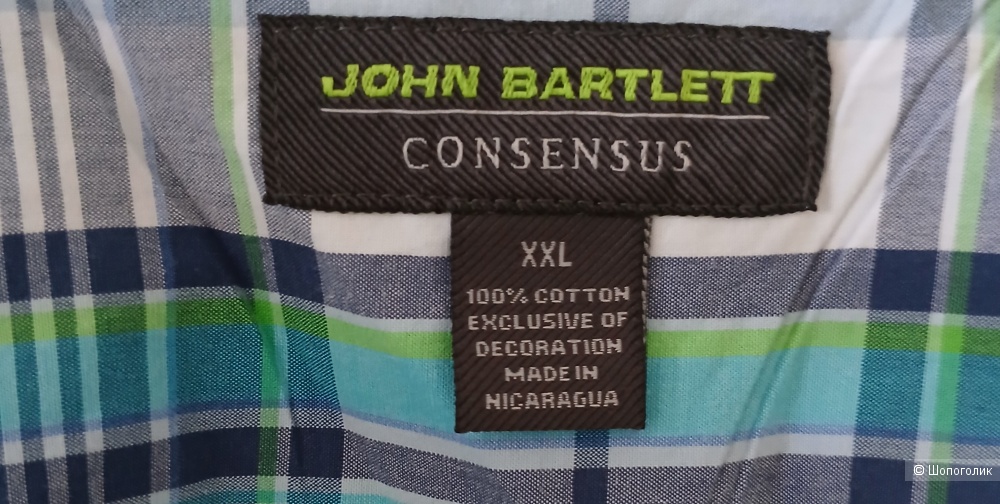 JOHN BARTLETT
CONSENSUS
XXL
100% COTTON
EXCLUSIVE OF
DECORATION
MADE IN
NICARAGUA
© Шопоголик